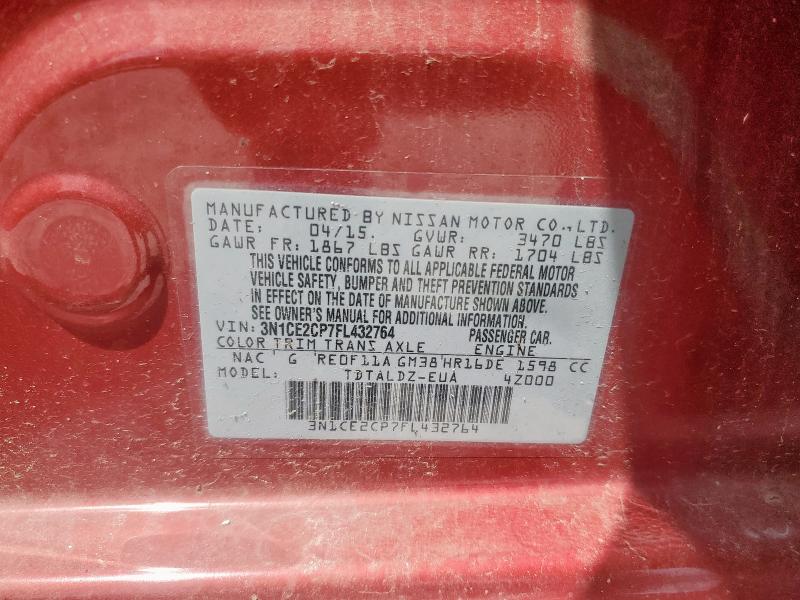 MANUFACTURED BY NISSAN MOTOR CO.,LTD.
DATE: 04/15. GVWR: 3470 LBS
GAWR FR: 1867 LBS GAWR RR: 1704 LBS
THIS VEHICLE CONFORMS TO ALL APPLICABLE FEDERAL MOTOR
VEHICLE SAFETY, BUMPER AND THEFT PREVENTION STANDARDS
IN EFFECT ON THE DATE OF MANUFACTURE SHOWN ABOVE.
SEE OWNER'S MANUAL FOR ADDITIONAL INFORMATION.
VIN: 3N1CE2CP7FL432764 PASSENGER CAR.
COLOR TRIM TRANS AXLE ENGINE
NAC G RE0F11A GM38 HR16DE 1598 CC
MODEL: TDTALDZ-EUA 4Z000
3N1CE2CP7FL432764